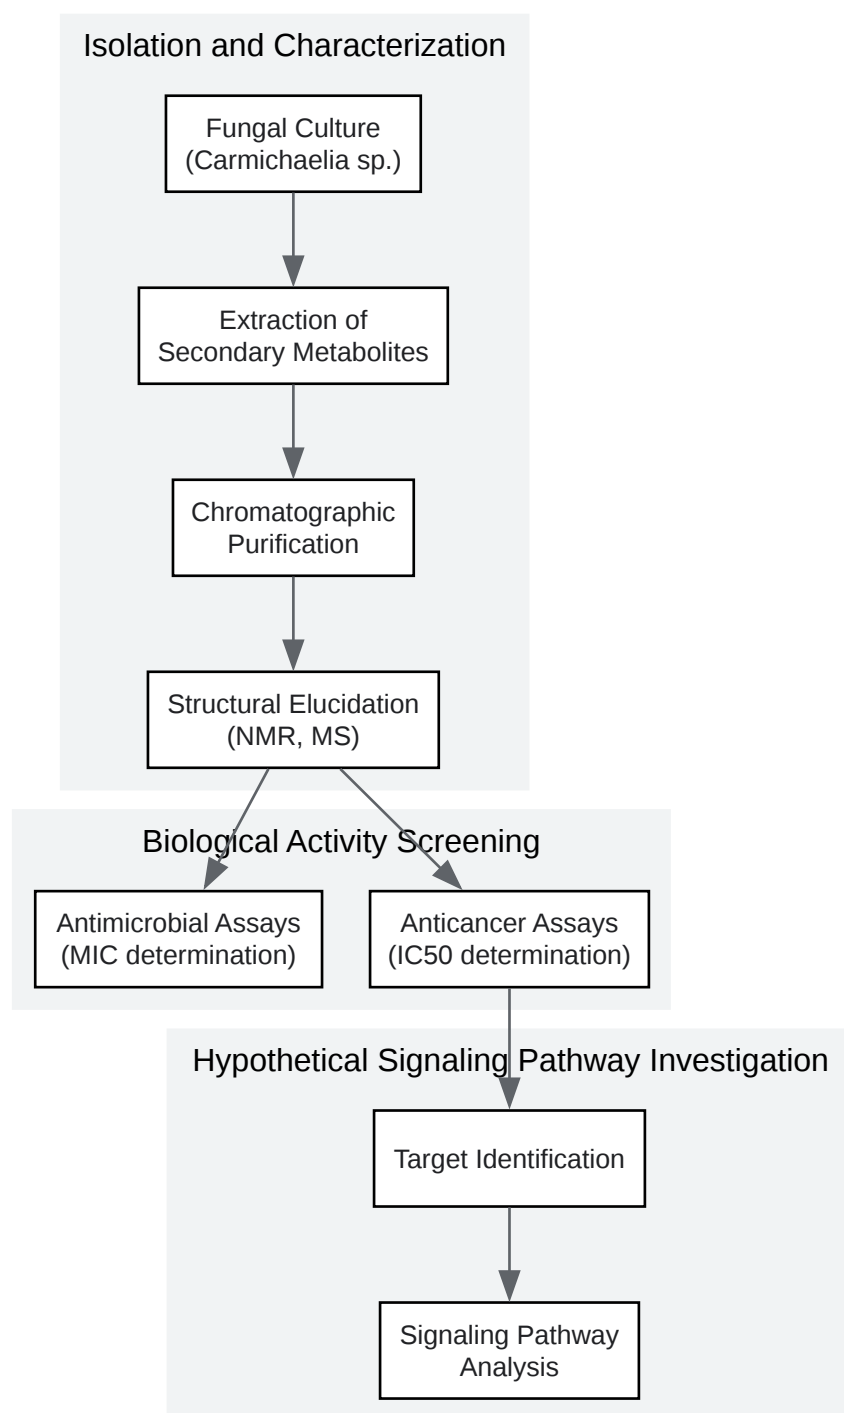 Isolation and Characterization
Fungal Culture
(Carmichaelia sp.)
Extraction of
Secondary Metabolites
Chromatographic
Purification
Structural Elucidation
(NMR, MS)
Biological Activity Screening
Antimicrobial Assays
(MIC determination)
Anticancer Assays
(IC50 determination)
Hypothetical Signaling Pathway Investigation
Target Identification
Signaling Pathway
Analysis